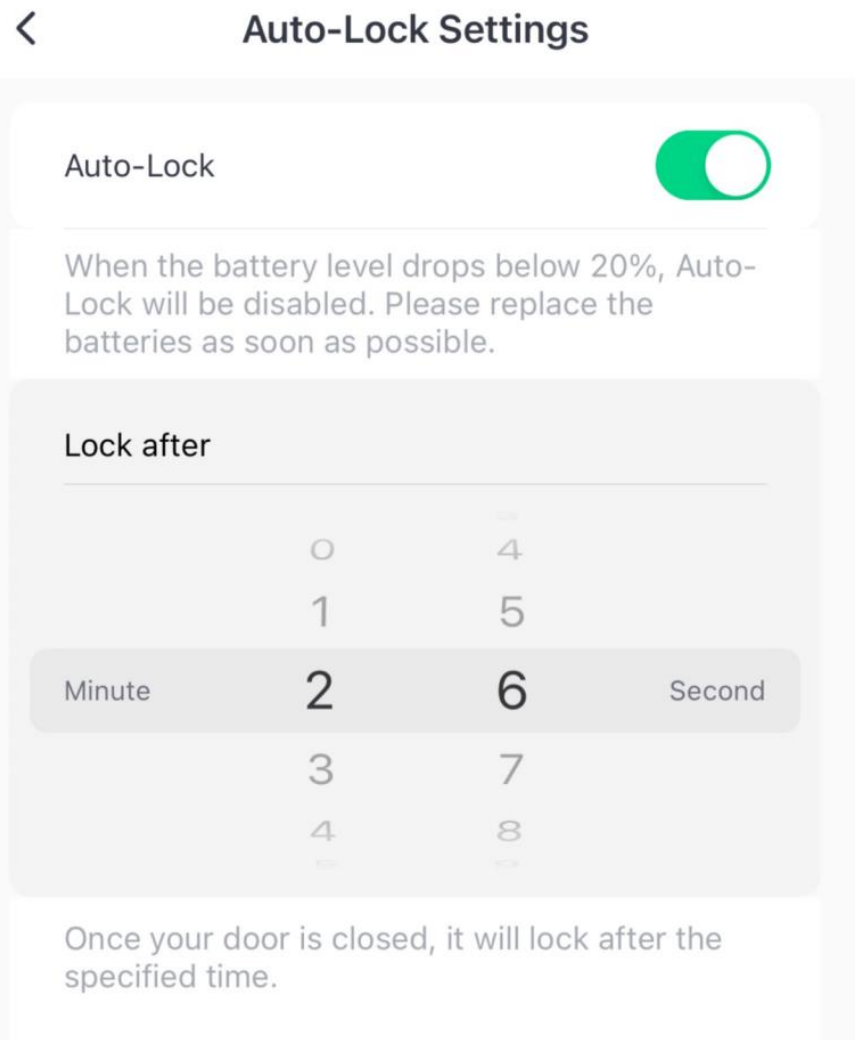 Auto-Lock Settings
Auto-Lock
When the battery level drops below 20%, Auto-
Lock will be disabled. Please replace the
batteries as soon as possible.
Lock after
0 4
1 5
Minute 2 6 Second
3 7
4 8
Once your door is closed, it will lock after the
specified time.